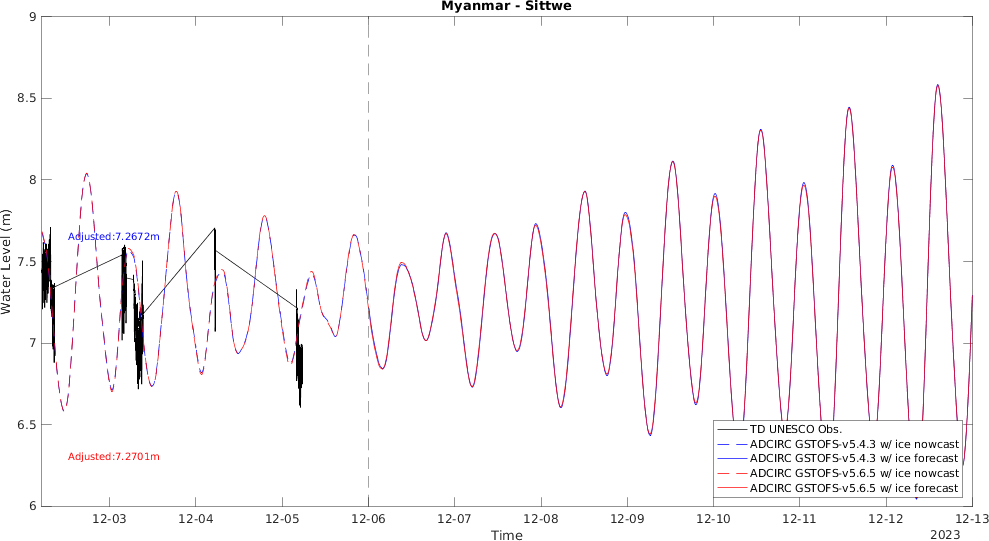 Myanmar - Sittwe
Water Level (m)
9
8.5
8
7.5
7
6.5
6
Adjusted:7.2672m
Adjusted:7.2701m
TD UNESCO Obs.
ADCIRC GSTOFS-v5.4.3 w/ ice nowcast
ADCIRC GSTOFS-v5.4.3 w/ ice forecast
ADCIRC GSTOFS-v5.6.5 w/ ice nowcast
ADCIRC GSTOFS-v5.6.5 w/ ice forecast
12-03 12-04 12-05 12-06 12-07 12-08 12-09 12-10 12-11 12-12 12-13
Time
2023